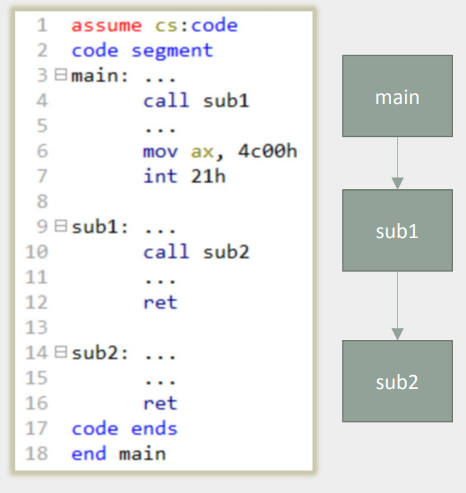 1 assume cs:code
2 code segment
3 main: ...
4 call sub1
5 ...
6 mov ax, 4c00h
7 int 21h
8
9 sub1: ...
10 call sub2
11 ...
12 ret
13
14 sub2: ...
15 ...
16 ret
17 code ends
18 end main
main
sub1
sub2